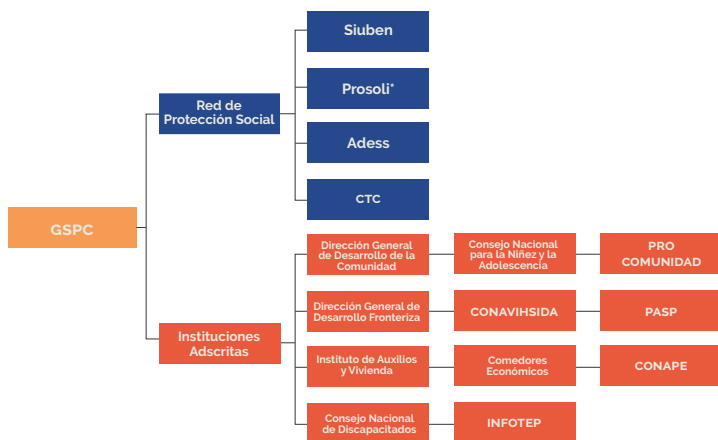 GSPC
Red de
Protección Social
Siuben
Prosoli*
Adess
CTC
Instituciones
Adscritas
Dirección General
de Desarrollo de la
Comunidad
Consejo Nacional
para la Niñez y la
Adolescencia
PRO
COMUNIDAD
Dirección General de
Desarrollo Fronteriza
CONAVIHSIDA
PASP
Instituto de Auxilios
y Vivienda
Comedores
Económicos
CONAPE
Consejo Nacional
de Discapacitados
INFOTEP